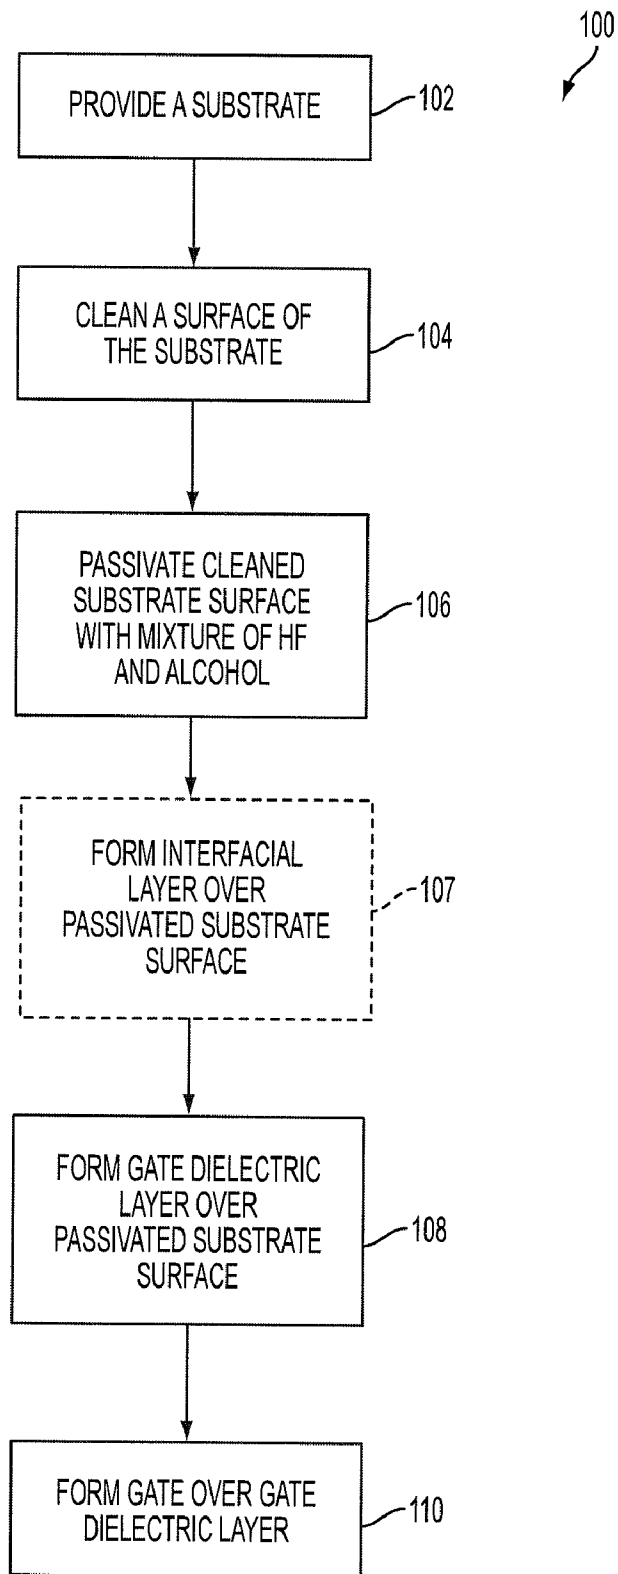 100
PROVIDE A SUBSTRATE
102
CLEAN A SURFACE OF
THE SUBSTRATE
104
PASSIVATE CLEANED
SUBSTRATE SURFACE
WITH MIXTURE OF HF
AND ALCOHOL
106
FORM INTERFACIAL
LAYER OVER
PASSIVATED SUBSTRATE
SURFACE
107
FORM GATE DIELECTRIC
LAYER OVER
PASSIVATED SUBSTRATE
SURFACE
108
FORM GATE OVER GATE
DIELECTRIC LAYER
110